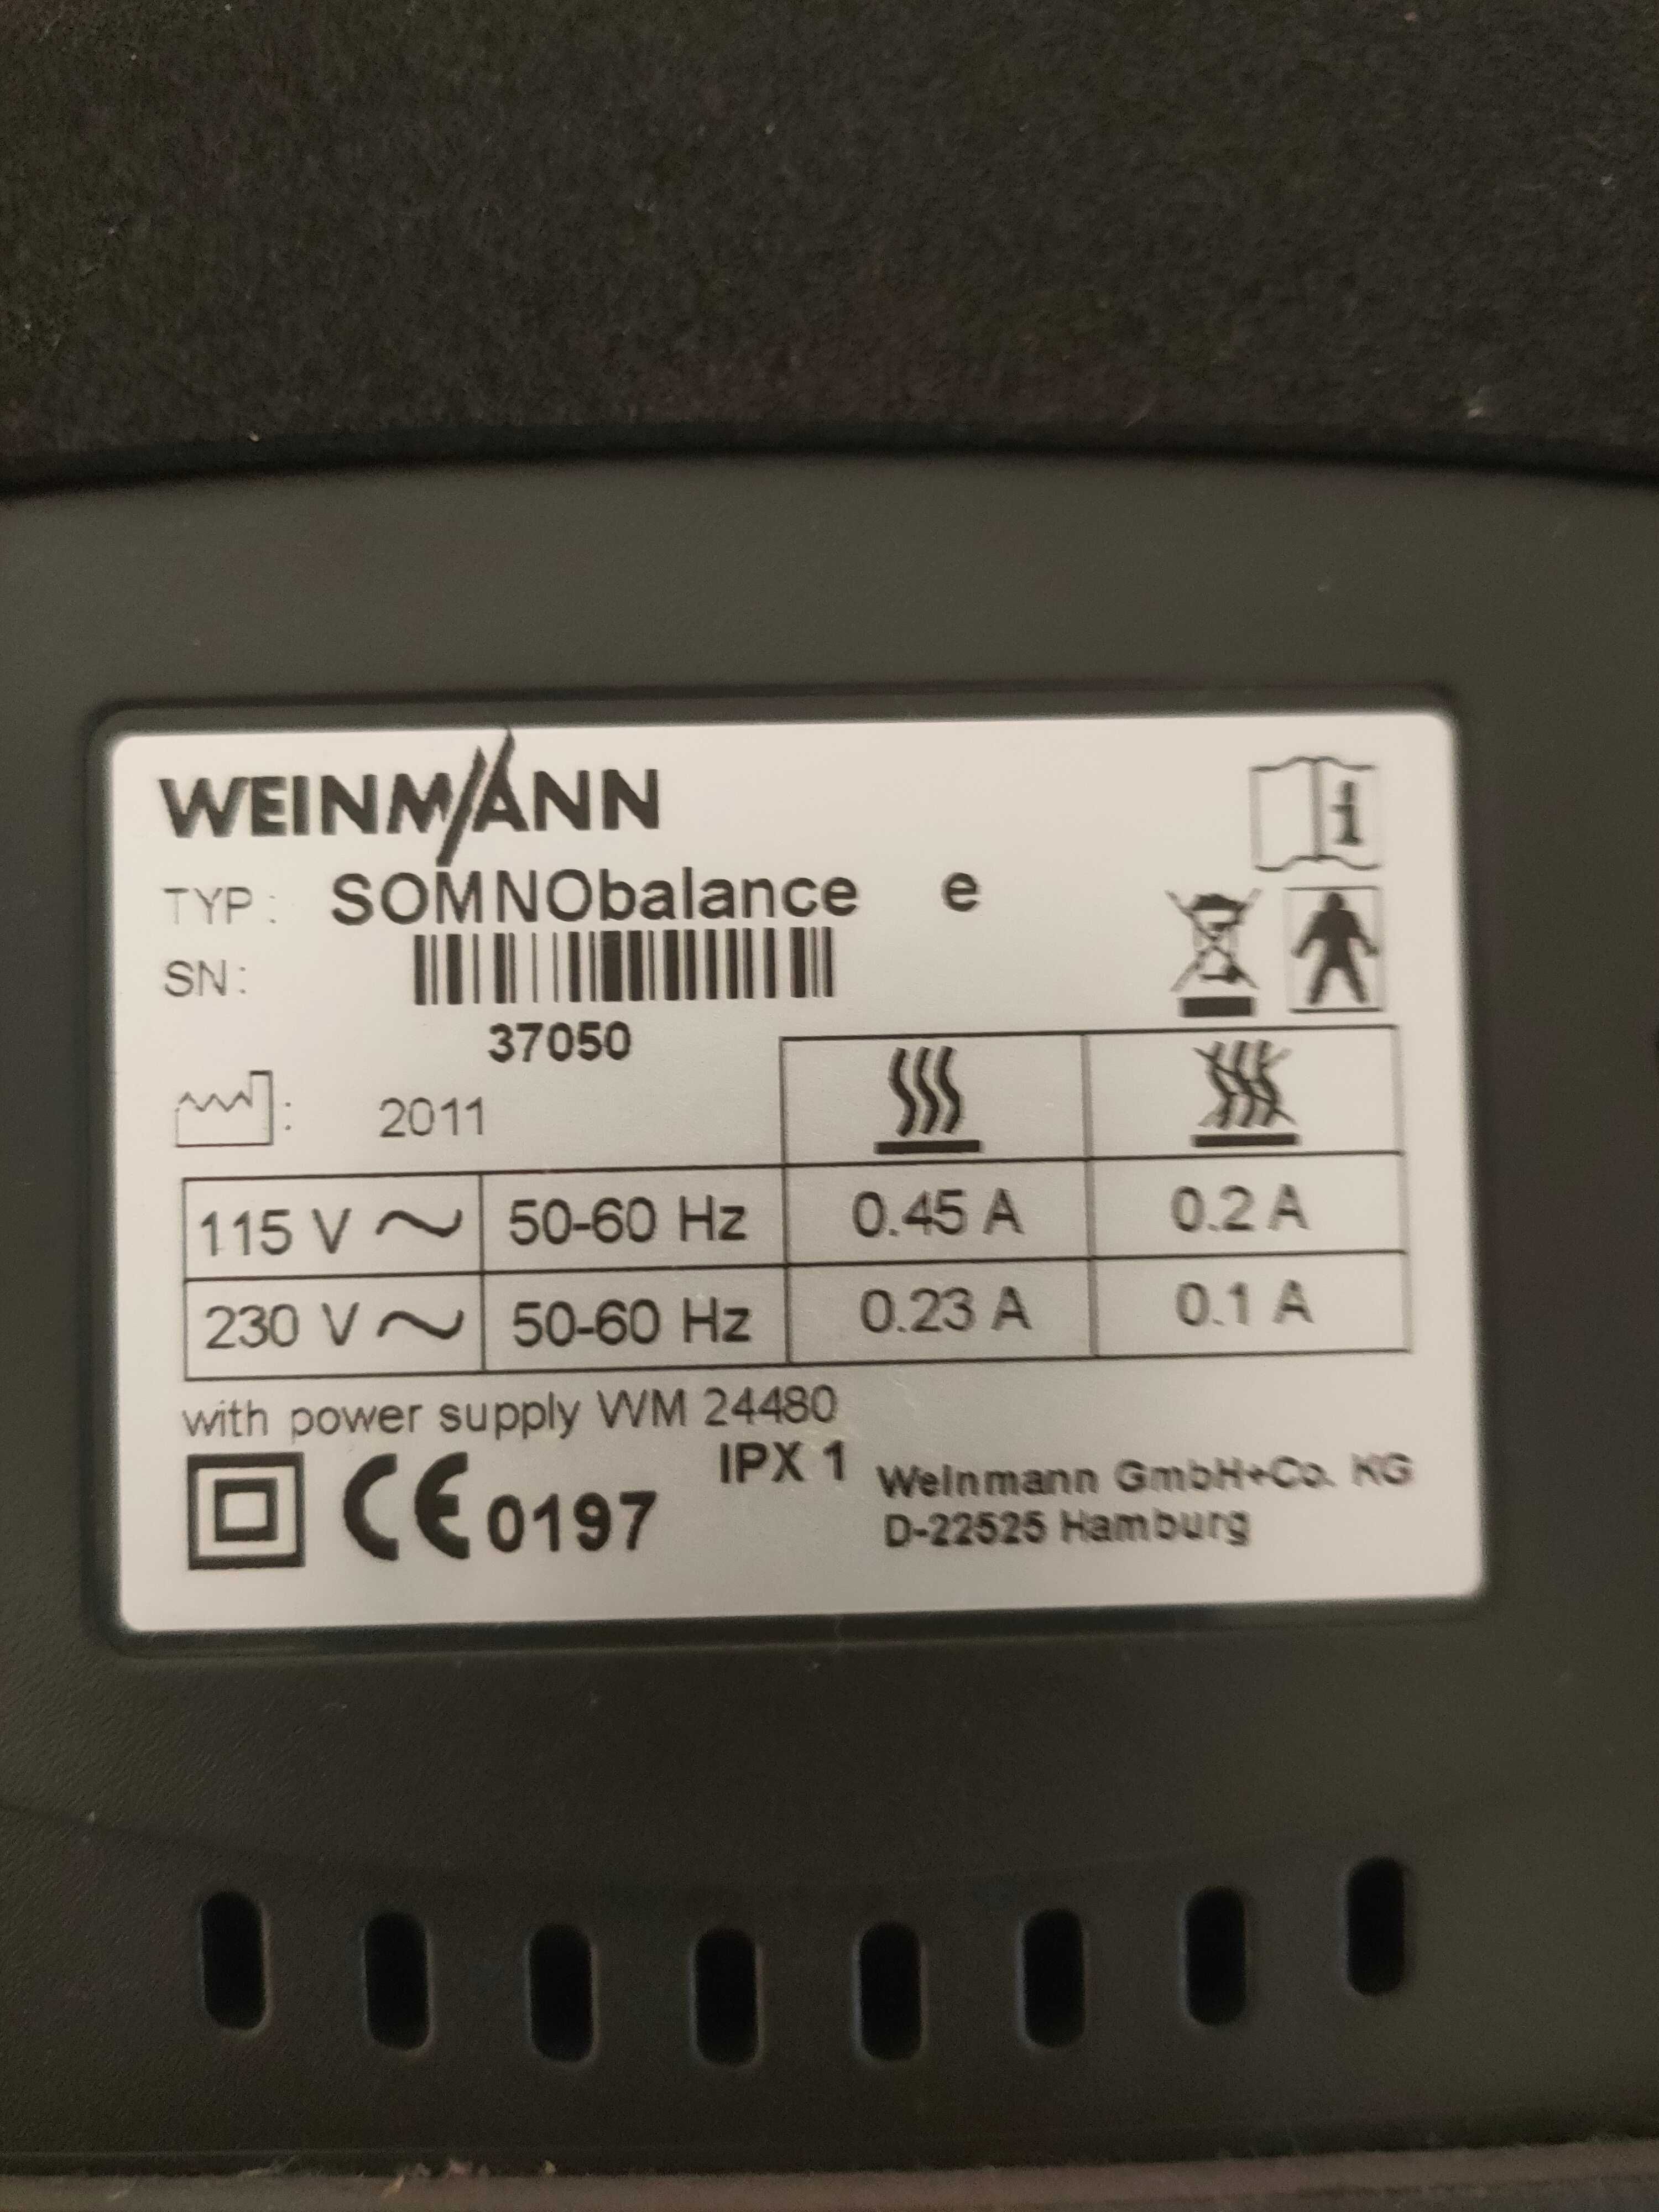 WEINMANN
TYP: SOMNObalance e
SN:
37050
: 2011
115 V ~ 50-60 Hz 0.45 A 0.2 A
230 V ~ 50-60 Hz 0.23 A 0.1 A
with power supply WM 24480
IPX 1
CE 0197
Weinmann GmbH+Co. KG
D-22525 Hamburg